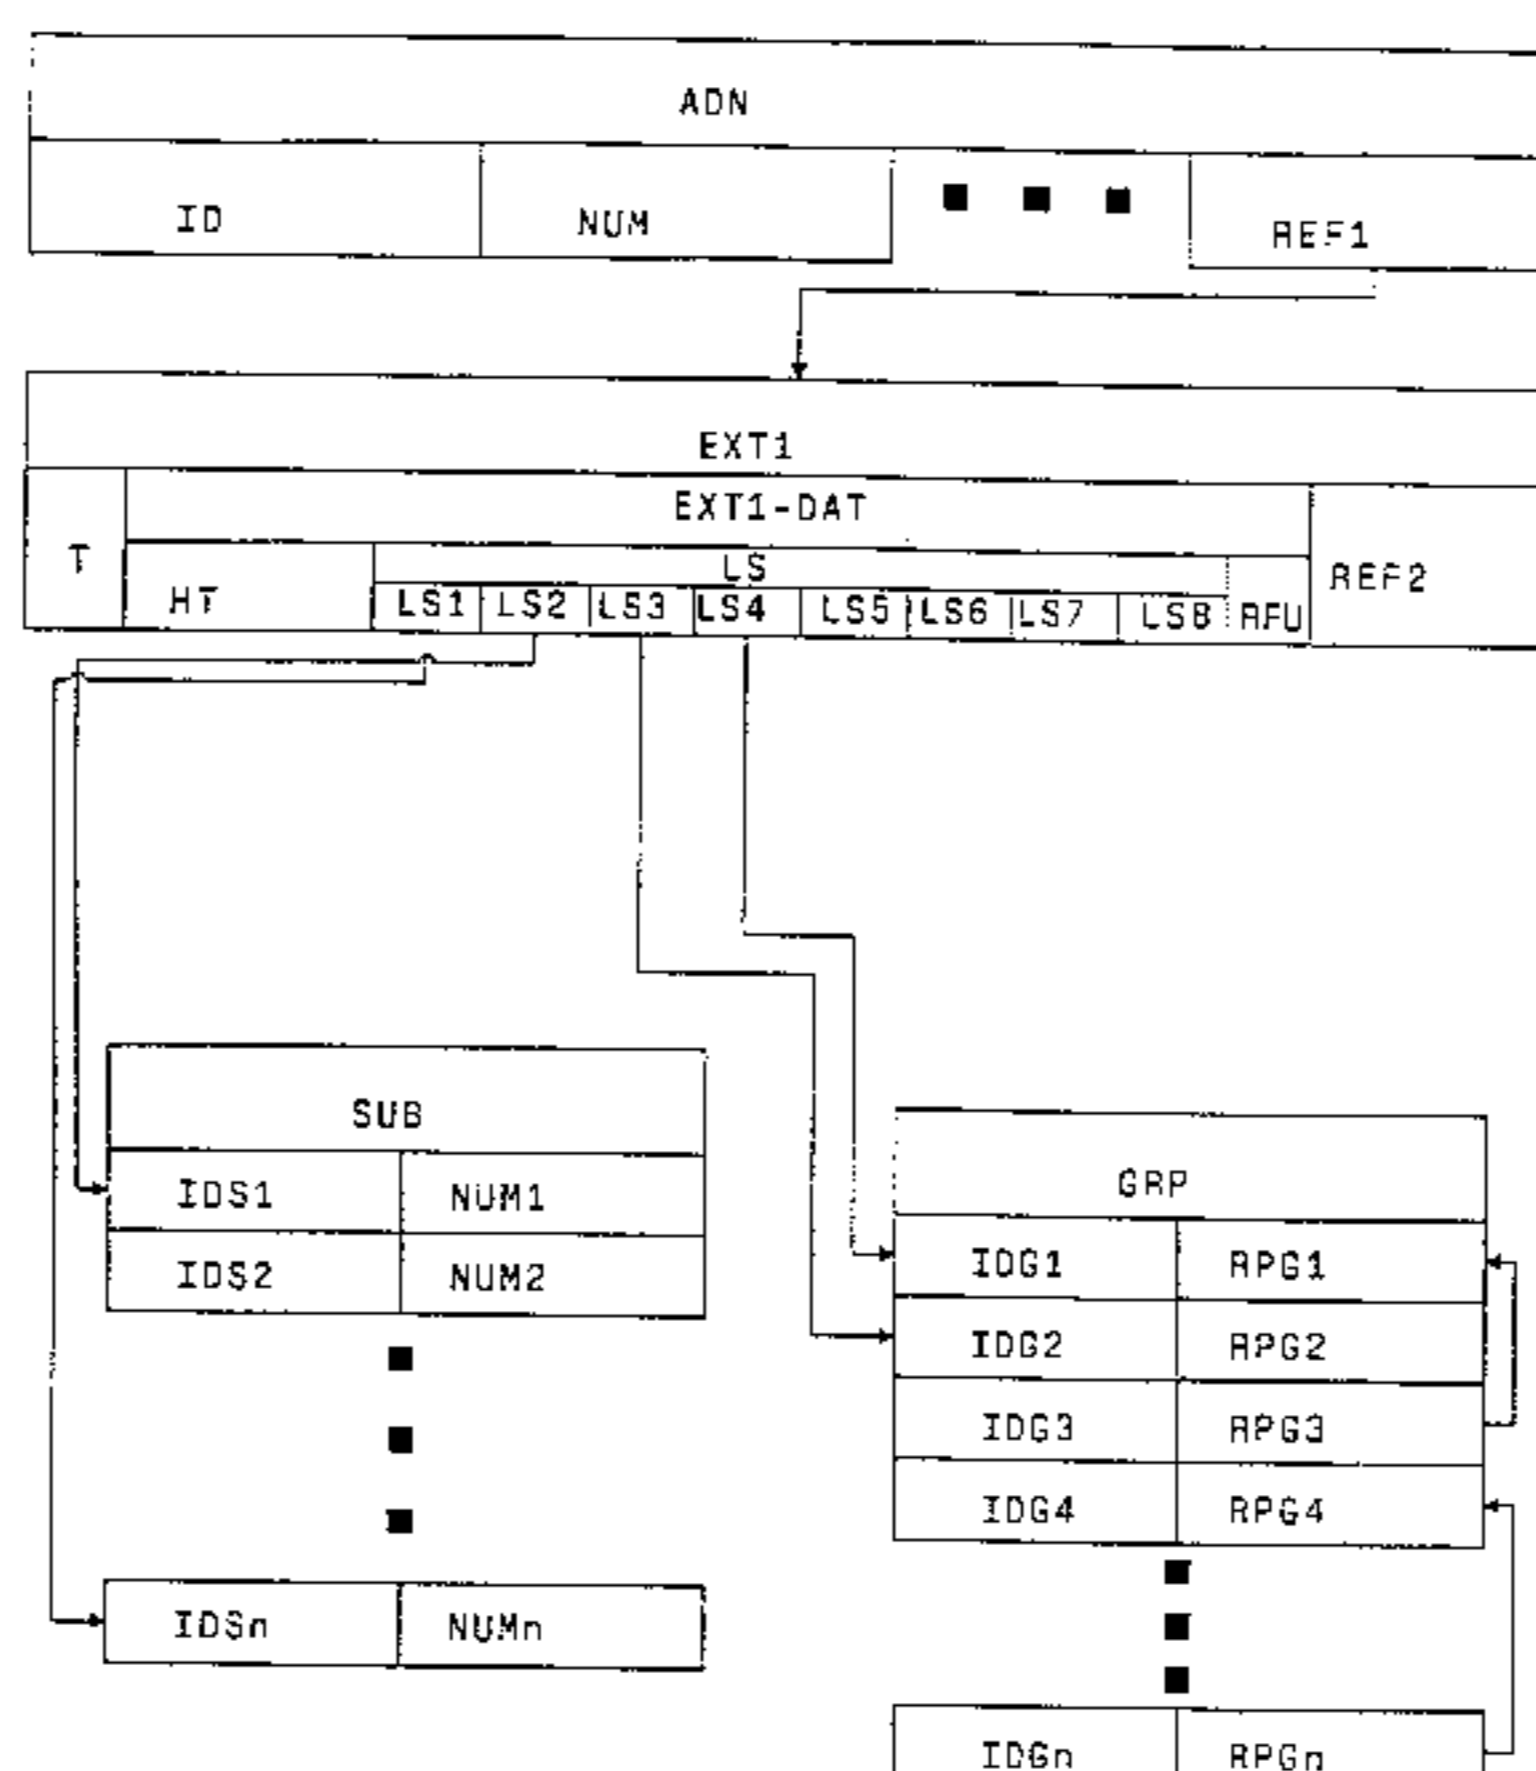 ADN
ID NUM REF1
EXT1
EXT1-DAT
T HT LS REF2
LS1 LS2 LS3 LS4 LS5 LS6 LS7 LS8 RFU
SUB
IDS1 NUM1
IDS2 NUM2
IDSn NUMn
GRP
IDG1 RPG1
IDG2 RPG2
IDG3 RPG3
IDG4 RPG4
IDGn RPGn